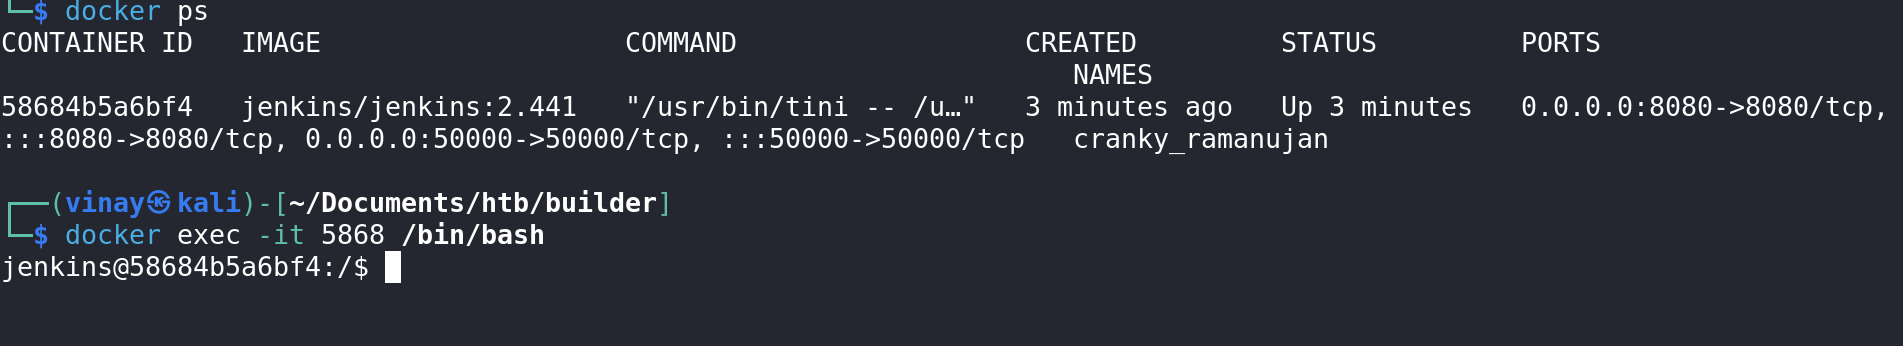 └─$ docker ps
CONTAINER ID   IMAGE                   COMMAND                  CREATED         STATUS         PORTS
                                                                   NAMES
58684b5a6bf4   jenkins/jenkins:2.441   "/usr/bin/tini -- /u…"   3 minutes ago   Up 3 minutes   0.0.0.0:8080->8080/tcp,
:::8080->8080/tcp, 0.0.0.0:50000->50000/tcp, :::50000->50000/tcp   cranky_ramanujan
┌──(vinay㉿kali)-[~/Documents/htb/builder]
└─$ docker exec -it 5868 /bin/bash
jenkins@58684b5a6bf4:/$